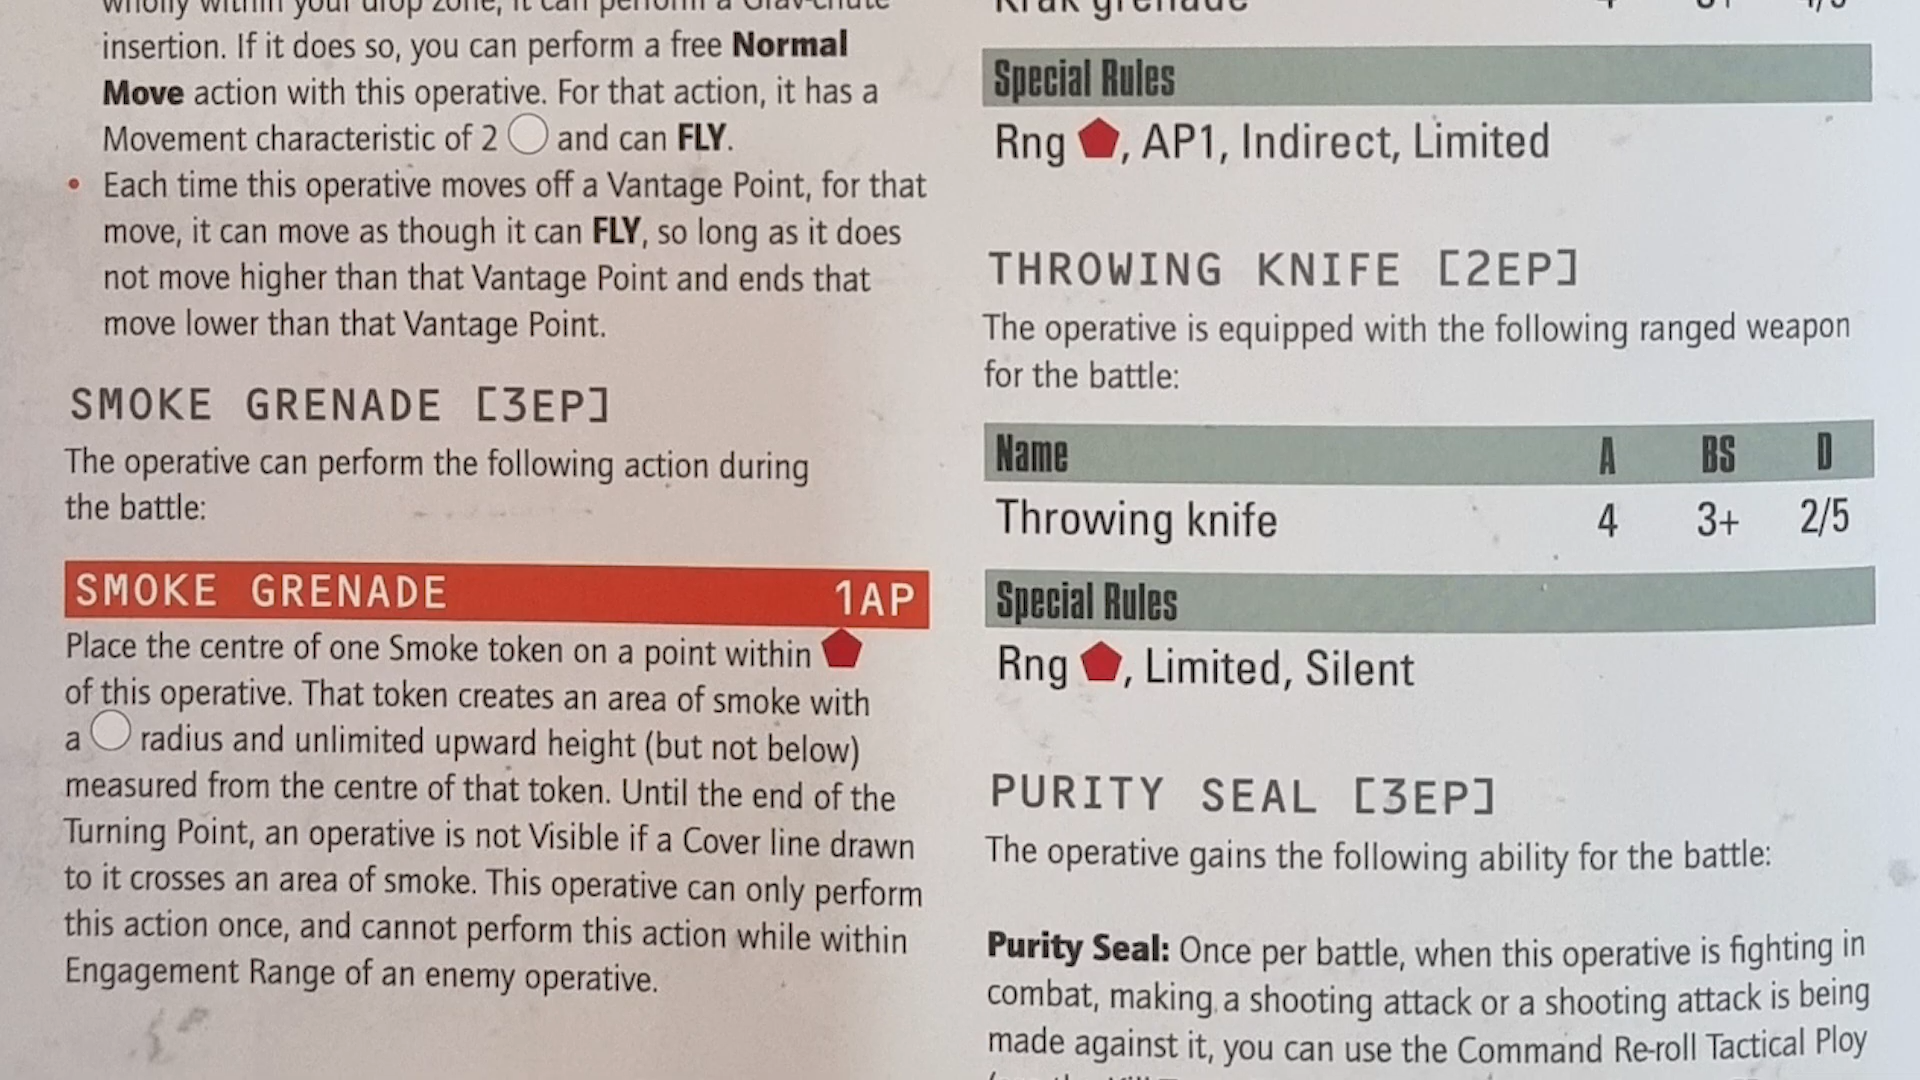 wholly within your drop zone, it can perform a Grav-chute
insertion. If it does so, you can perform a free Normal
Move action with this operative. For that action, it has a
Movement characteristic of 2 and can FLY.
• Each time this operative moves off a Vantage Point, for that
move, it can move as though it can FLY, so long as it does
not move higher than that Vantage Point and ends that
move lower than that Vantage Point.
SMOKE GRENADE [3EP]
The operative can perform the following action during
the battle:
SMOKE GRENADE 1AP
Place the centre of one Smoke token on a point within
of this operative. That token creates an area of smoke with
a radius and unlimited upward height (but not below)
measured from the centre of that token. Until the end of the
Turning Point, an operative is not Visible if a Cover line drawn
to it crosses an area of smoke. This operative can only perform
this action once, and cannot perform this action while within
Engagement Range of an enemy operative.
Krak grenade
Special Rules
Rng , AP1, Indirect, Limited
THROWING KNIFE [2EP]
The operative is equipped with the following ranged weapon
for the battle:
Name A BS D
Throwing knife 4 3+ 2/5
Special Rules
Rng , Limited, Silent
PURITY SEAL [3EP]
The operative gains the following ability for the battle:
Purity Seal: Once per battle, when this operative is fighting in
combat, making a shooting attack or a shooting attack is being
made against it, you can use the Command Re-roll Tactical Ploy